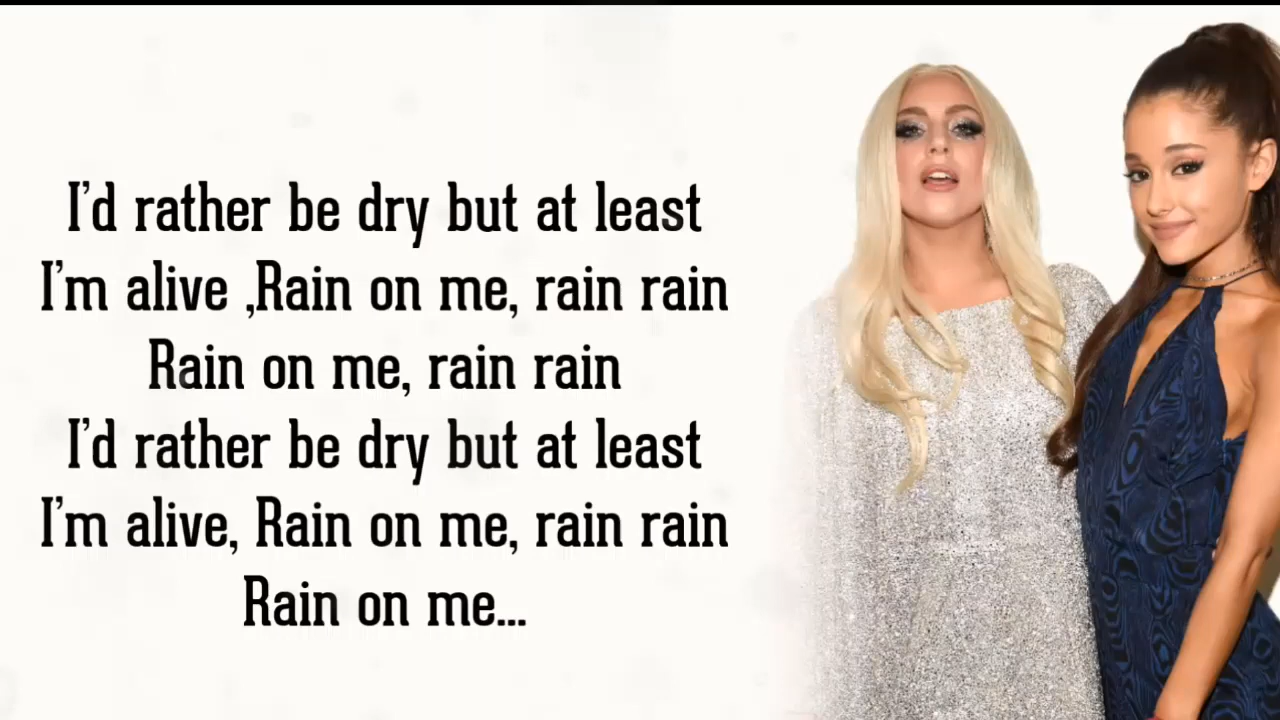 I'd rather be dry but at least
I'm alive ,Rain on me, rain rain
Rain on me, rain rain
I'd rather be dry but at least
I'm alive, Rain on me, rain rain
Rain on me...